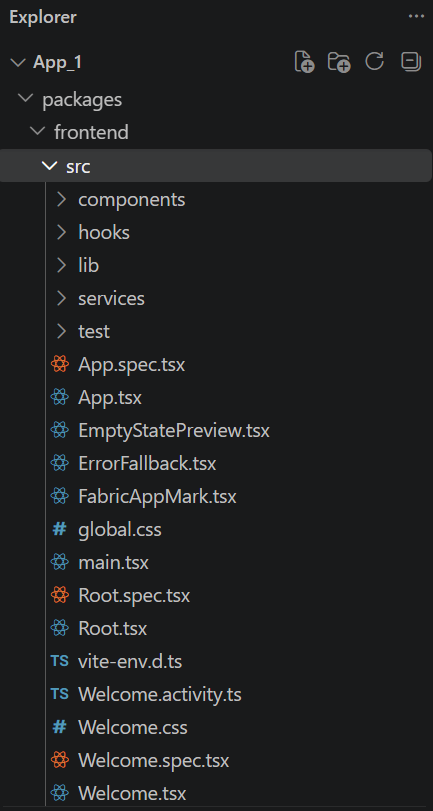 Explorer
App_1
packages
frontend
src
components
hooks
lib
services
test
App.spec.tsx
App.tsx
EmptyStatePreview.tsx
ErrorFallback.tsx
FabricAppMark.tsx
# global.css
main.tsx
Root.spec.tsx
Root.tsx
TS vite-env.d.ts
TS Welcome.activity.ts
# Welcome.css
Welcome.spec.tsx
Welcome.tsx